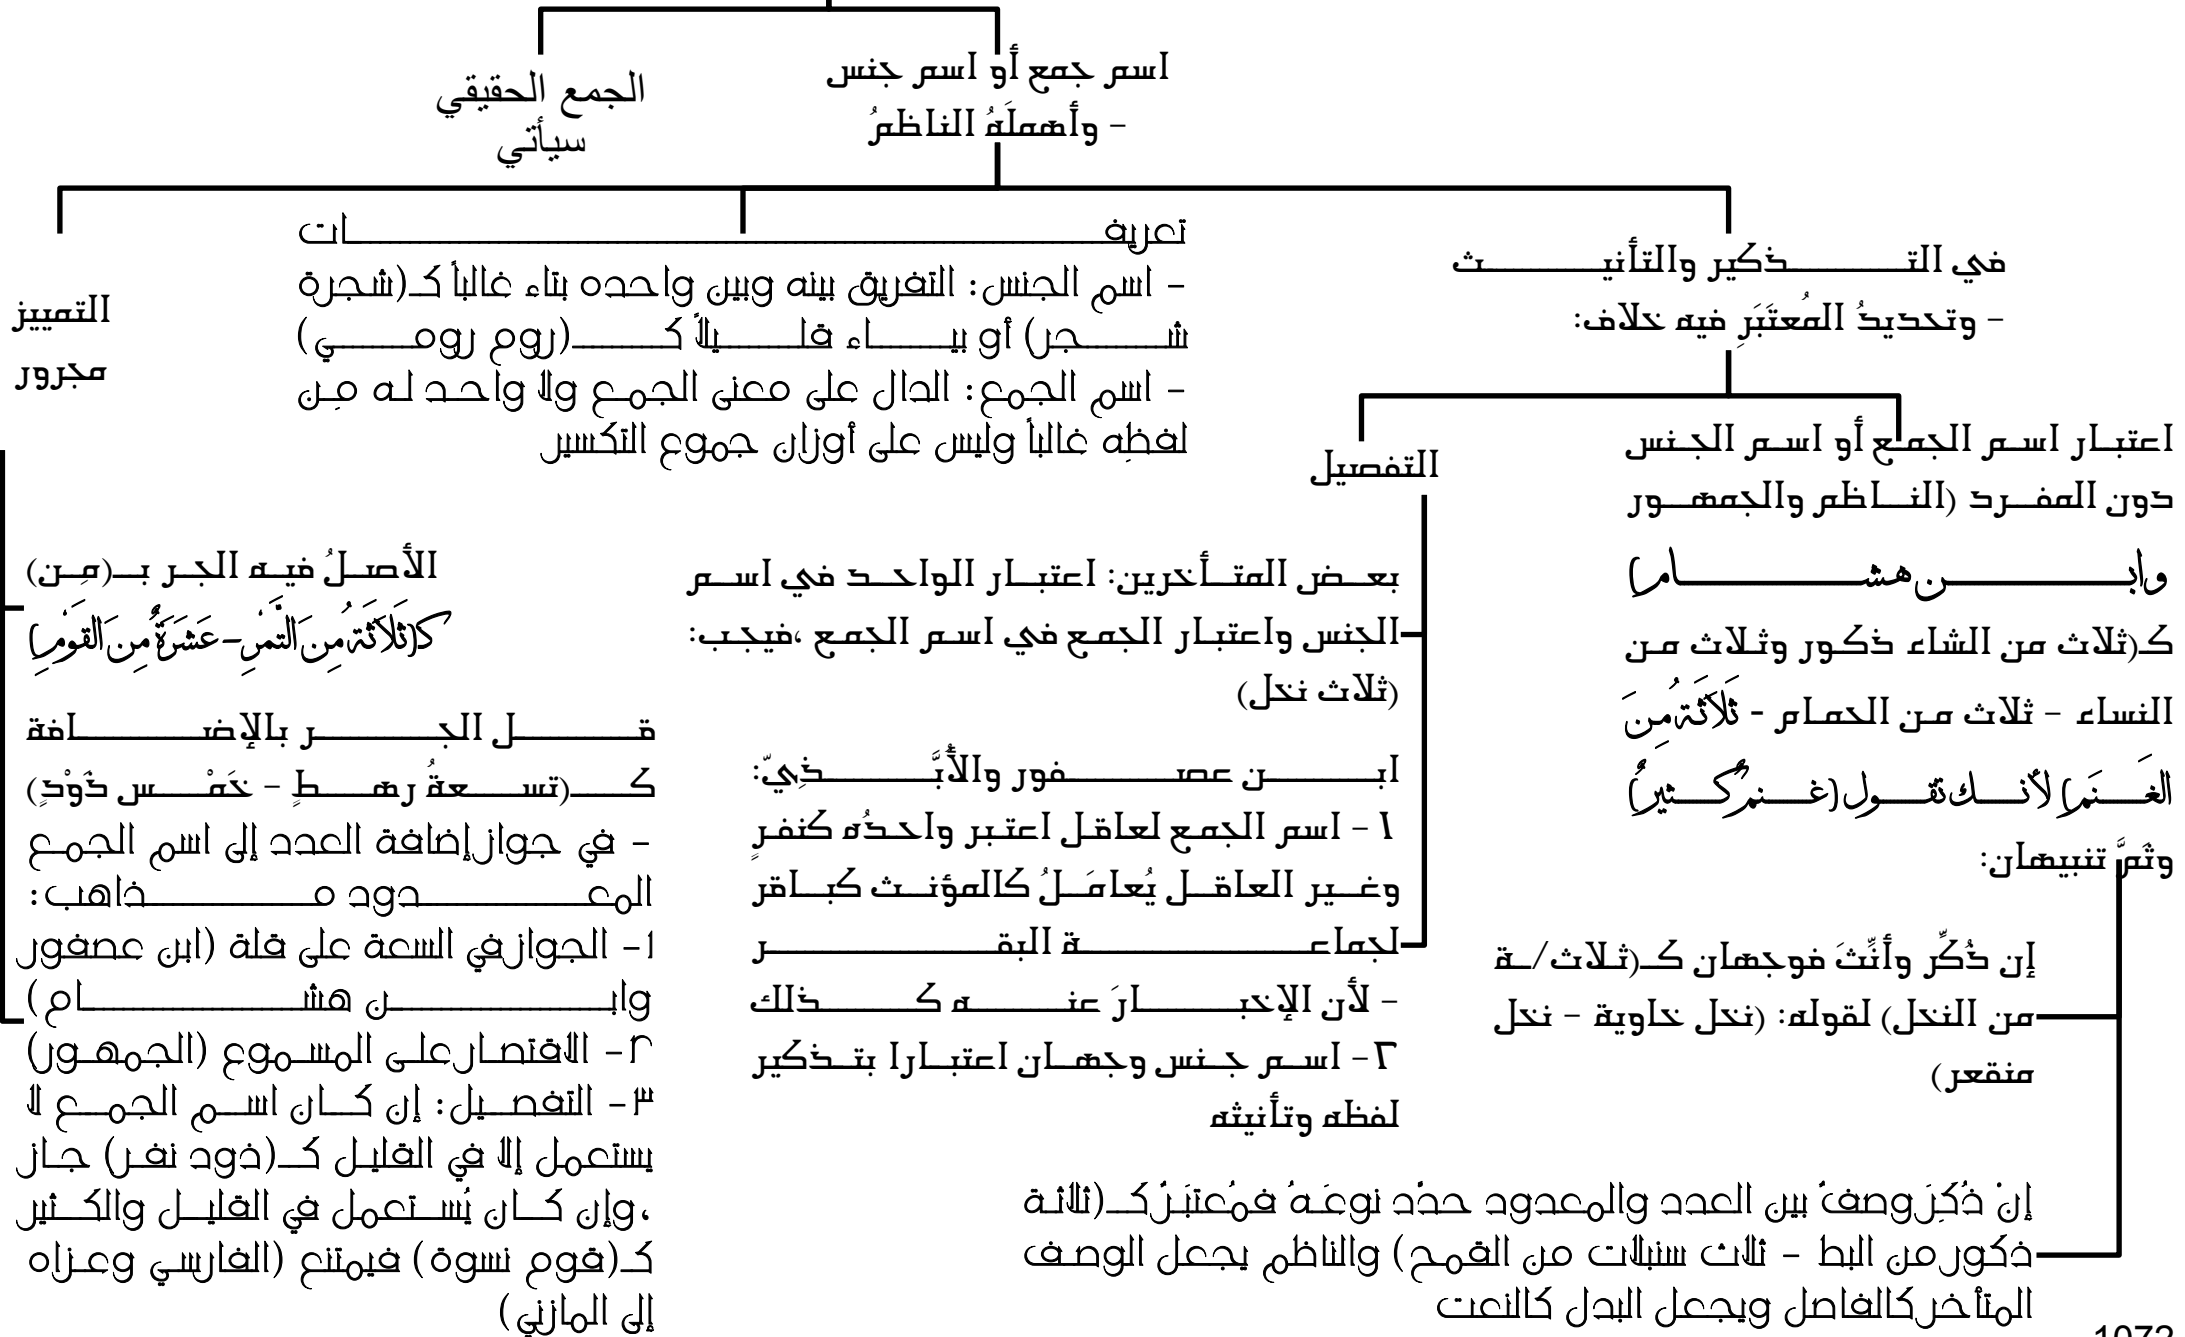 اسم جمع أو اسم جنس
- وأهملَهُ الناظمُ
الجمع الحقيقي
سيأتي
في التذكير والتأنيث
- وتحديدُ المُعتَبَرِ فيه خلاف:
تعريفات
- اسم الجنس: التفريق بينه وبين واحده بتاء غالباً كـ(شجرة
شجر) أو بياء قليلاً كـ(روم رومي)
- اسم الجمع: الدال على معنى الجمع ولا واحد له من
لفظِه غالباً وليس على أوزان جموع التكسير
التمييز
مجرور
اعتبار اسم الجمع أو اسم الجنس
دون المفرد (الناظم والجمهور
وابن هشام)
كـ(ثلاث من الشاء ذكور وثلاث من
النساء - ثلاث من الحمام - ثَلَاثَة مِنَ
الغَنَم) لأنك تقول (غنمٌ كثيرٌ)
وثَمَّ تنبيهان:
إن ذُكِّر وأنِّثَ فوجهان كـ(ثلاث/ـة
من النخل) لقوله: (نخل خاوية - نخل
منقعر)
إنْ ذُكِرَ وصفٌ بين العدد والمعدود حدَّد نوعَهُ فمُعتبَرٌ كـ(ثلاثة
ذكور من البط - ثلاث سنبلات من القمح) والناظم يجعل الوصف
المتأخر كالفاصل ويجعل البدل كالنعت
التفصيل
بعض المتأخرين: اعتبار الواحد في اسم
الجنس واعتبار الجمع في اسم الجمع ،فيجب:
(ثلاث نخل)
ابن عصفور والأُبَّذِيّ:
١- اسم الجمع لعاقل اعتبر واحدُه كنفرٍ
وغير العاقل يُعامَلُ كالمؤنث كباقر
لجماعة البقر
- لأن الإخبارَ عنه كذلك
٢- اسم جنس وجهان اعتبارا بتذكير
لفظه وتأنيثه
الأصلُ فيه الجر بـ(مِن)
كـ(ثَلَاثَة مِنَ التَّمْرِ - عَشَرَةٌ مِنَ القَوْمِ)
قل الجر بالإضافة
كـ(تسعةُ رهطٍ - خَمْس ذَوْدٍ)
- في جواز إضافة العدد إلى اسم الجمع
المعدود مذاهب:
١- الجواز في السعة على قلة (ابن عصفور
وابن هشام)
٢- الاقتصار على المسموع (الجمهور)
٣- التفصيل: إن كان اسم الجمع لا
يستعمل إلا في القليل كـ(ذود نفر) جاز
،وإن كان يُستعمل في القليل والكثير
كـ(قوم نسوة) فيمتنع (الفارسي وعزاه
إلى المازني)
1072